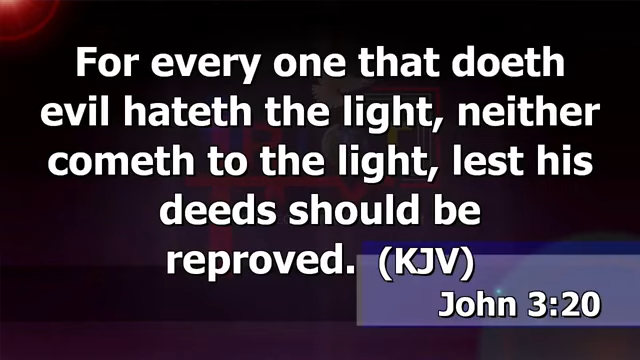 For every one that doeth
evil hateth the light, neither
cometh to the light, lest his
deeds should be
reproved. (KJV)
John 3:20